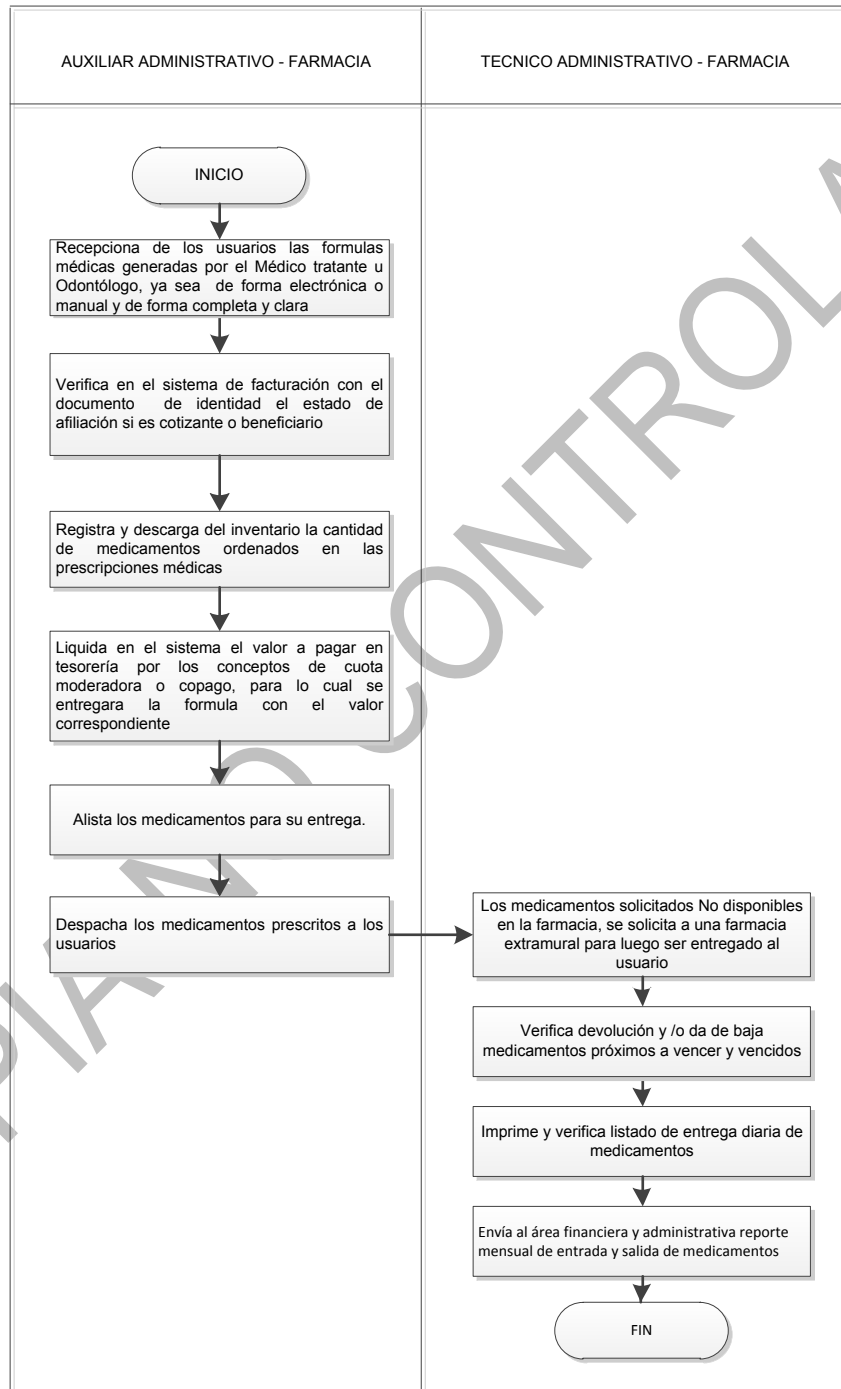 AUXILIAR ADMINISTRATIVO - FARMACIA
TECNICO ADMINISTRATIVO - FARMACIA
INICIO
Recepciona de los usuarios las formulas
médicas generadas por el Médico tratante u
Odontólogo, ya sea de forma electrónica o
manual y de forma completa y clara
Verifica en el sistema de facturación con el
documento de identidad el estado de
afiliación si es cotizante o beneficiario
Registra y descarga del inventario la cantidad
de medicamentos ordenados en las
prescripciones médicas
Liquida en el sistema el valor a pagar en
tesorería por los conceptos de cuota
moderadora o copago, para lo cual se
entregara la formula con el valor
correspondiente
Alista los medicamentos para su entrega.
Despacha los medicamentos prescritos a los
usuarios
Los medicamentos solicitados No disponibles
en la farmacia, se solicita a una farmacia
extramural para luego ser entregado al
usuario
Verifica devolución y /o da de baja
medicamentos próximos a vencer y vencidos
Imprime y verifica listado de entrega diaria de
medicamentos
Envía al área financiera y administrativa reporte
mensual de entrada y salida de medicamentos
FIN
PIA NO CONTROLA